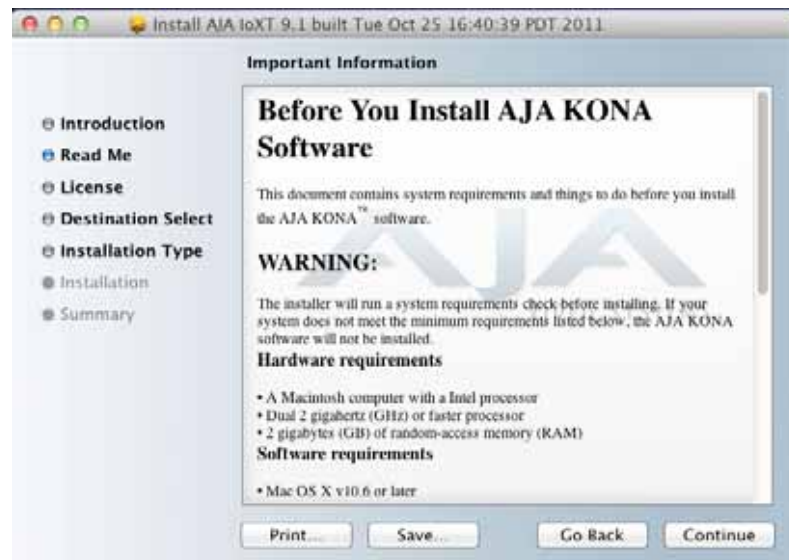 Install AJA IoXT 9.1 built Tue Oct 25 16:40:39 PDT 2011
Important Information
Introduction
Read Me
License
Destination Select
Installation Type
Installation
Summary
Before You Install AJA KONA
Software
This document contains system requirements and things to do before you install
the AJA KONA™ software.
AJA
WARNING:
The installer will run a system requirements check before installing. If your
system does not meet the minimum requirements listed below, the AJA KONA
software will not be installed.
Hardware requirements
• A Macintosh computer with a Intel processor
• Dual 2 gigahertz (GHz) or faster processor
• 2 gigabytes (GB) of random-access memory (RAM)
Software requirements
• Mac OS X v10.6 or later
Print...
Save...
Go Back
Continue